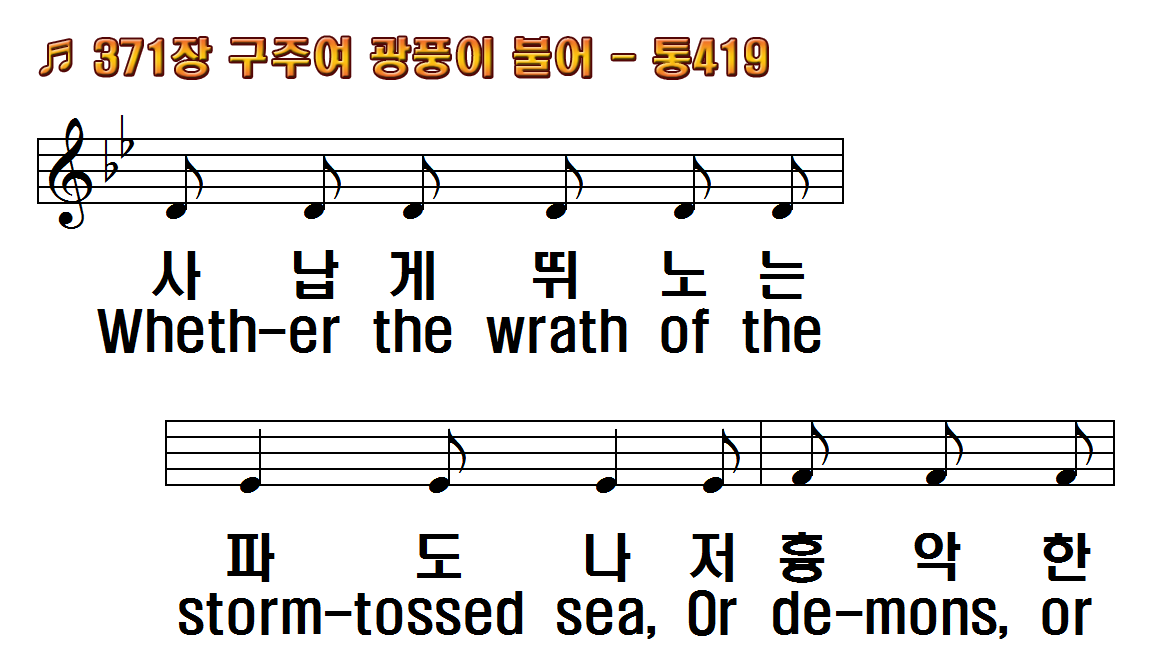 ♬ 371장 구주여 광풍이 불어 - 통419
사 납 게 뛰 노 는
Wheth-er the wrath of the
파 도 나 저 흉 악 한
storm-tossed sea, Or de-mons, or